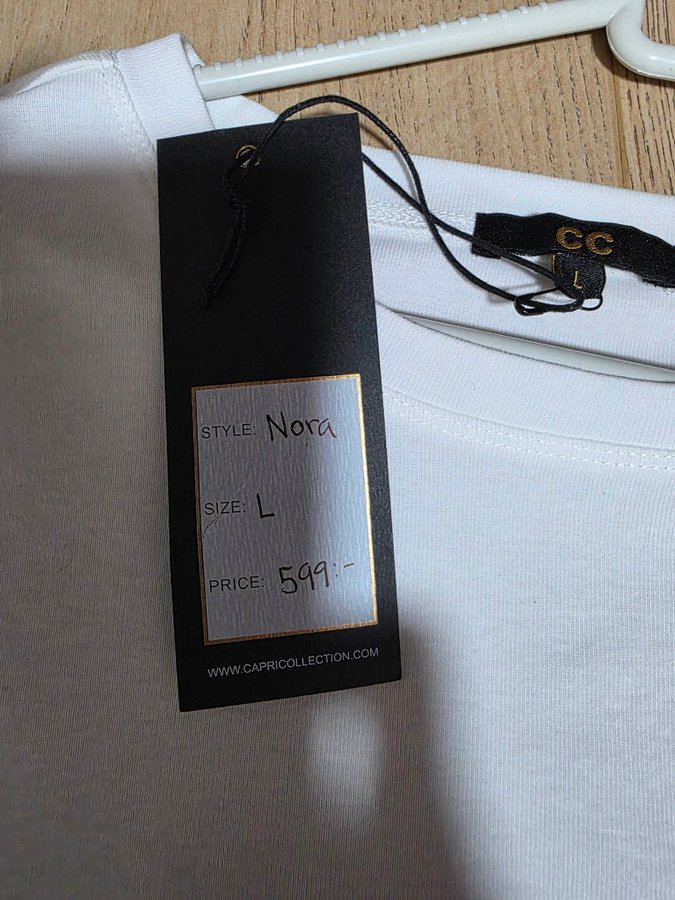 CC
L
STYLE: Nora
SIZE: L
PRICE: 599:-
WWW.CAPRICOLLECTION.COM